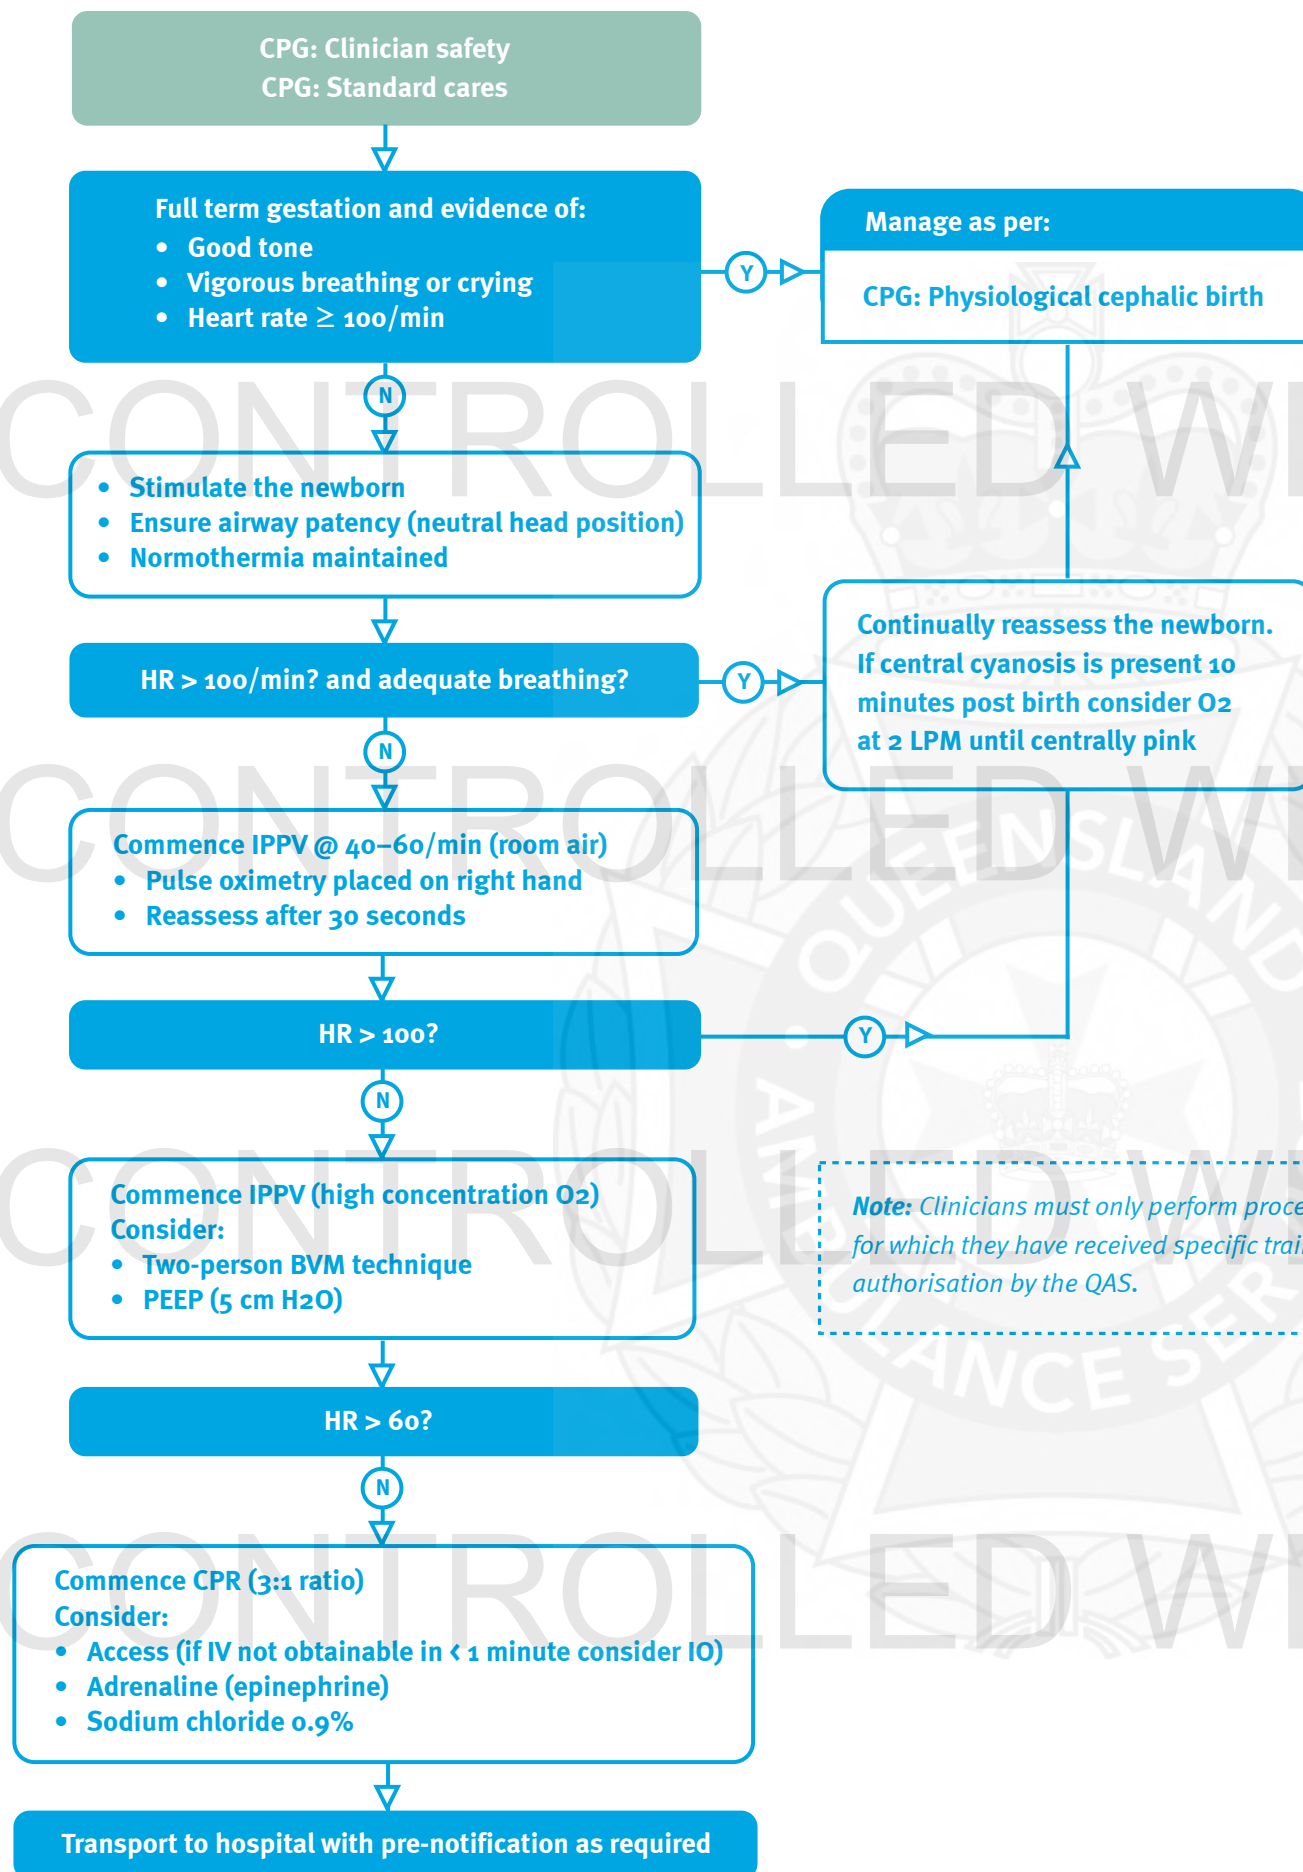 CPG: Clinician safety
CPG: Standard cares
Full term gestation and evidence of:
• Good tone
• Vigorous breathing or crying
• Heart rate ≥ 100/min
Y
Manage as per:
CPG: Physiological cephalic birth
N
• Stimulate the newborn
• Ensure airway patency (neutral head position)
• Normothermia maintained
HR > 100/min? and adequate breathing?
Y
Continually reassess the newborn.
If central cyanosis is present 10
minutes post birth consider O2
at 2 LPM until centrally pink
N
Commence IPPV @ 40–60/min (room air)
• Pulse oximetry placed on right hand
• Reassess after 30 seconds
HR > 100?
Y
N
Commence IPPV (high concentration O2)
Consider:
• Two-person BVM technique
• PEEP (5 cm H2O)
Note: Clinicians must only perform proce
for which they have received specific trai
authorisation by the QAS.
HR > 60?
N
Commence CPR (3:1 ratio)
Consider:
• Access (if IV not obtainable in < 1 minute consider IO)
• Adrenaline (epinephrine)
• Sodium chloride 0.9%
Transport to hospital with pre-notification as required
CONTROLLED W
CONTROLLED W
CONTROLLED W
CONTROLLED W
QUEENSLAND
AMBULANCE SER